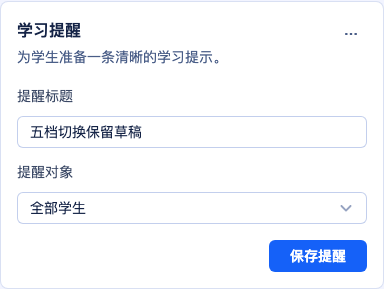 学习提醒
...
为学生准备一条清晰的学习提示。
提醒标题
五档切换保留草稿
提醒对象
全部学生
保存提醒